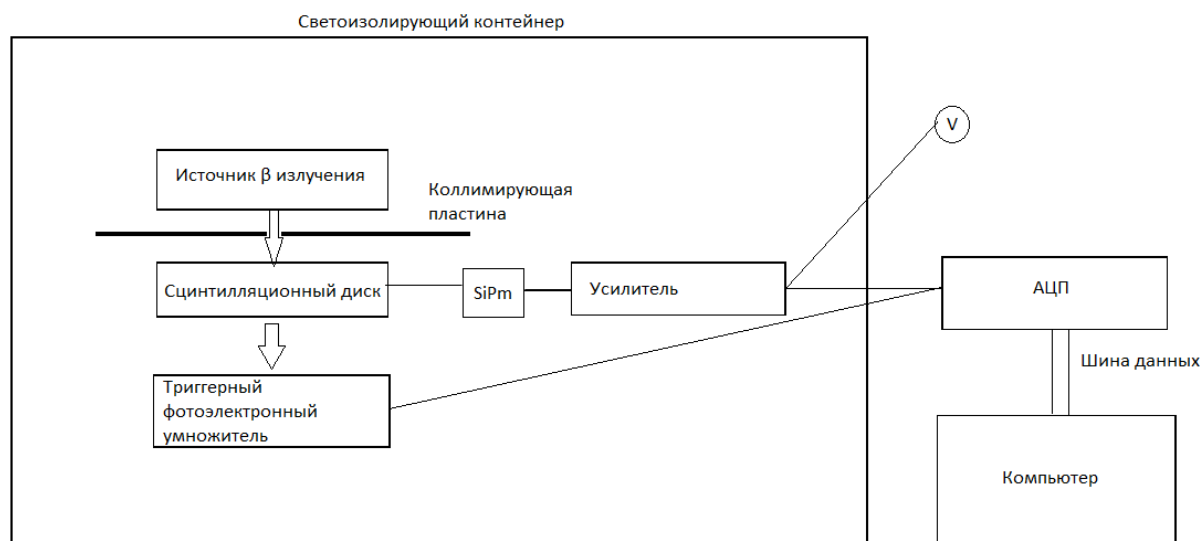 Светоизолирующий контейнер
V
Источник β излучения
Коллимирующая
пластина
Сцинтилляционный диск
SiPm
Усилитель
АЦП
Шина данных
Триггерный
фотоэлектронный
умножитель
Компьютер